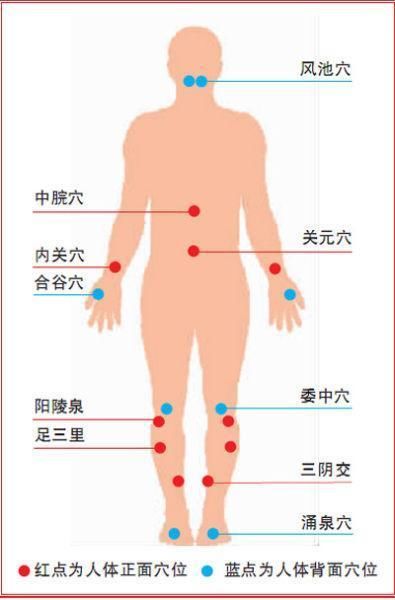 风池穴
中脘穴
关元穴
内关穴
合谷穴
委中穴
阳陵泉
足三里
三阴交
涌泉穴
红点为人体正面穴位 蓝点为人体背面穴位